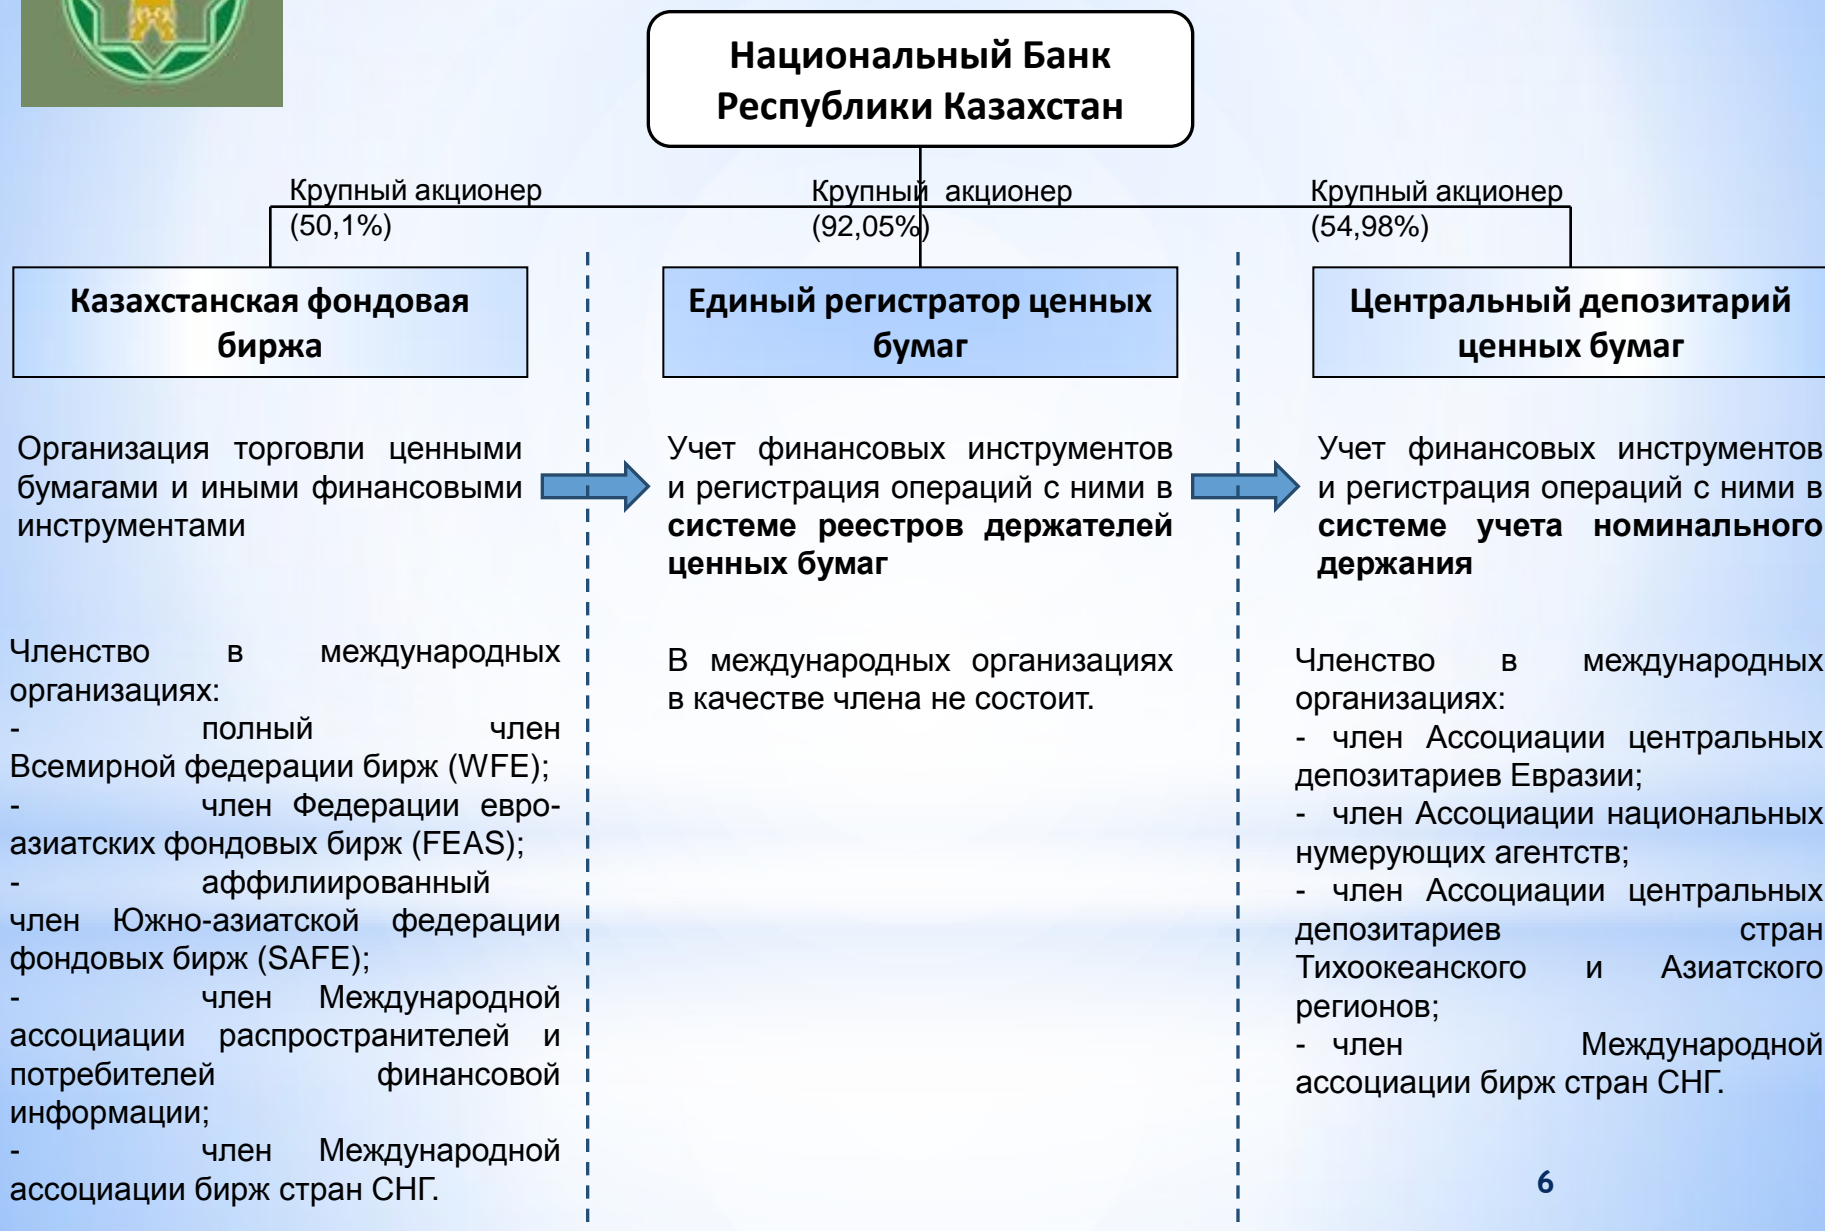 Национальный Банк
Республики Казахстан
Крупный акционер
(50,1%)
Крупный акционер
(92,05%)
Крупный акционер
(54,98%)
Казахстанская фондовая
биржа
Единый регистратор ценных
бумаг
Центральный депозитарий
ценных бумаг
Организация торговли ценными
бумагами и иными финансовыми
инструментами
Учет финансовых инструментов
и регистрация операций с ними в
системе реестров держателей
ценных бумаг
Учет финансовых инструментов
и регистрация операций с ними в
системе учета номинального
держания
Членство в международных
организациях:
- полный член
Всемирной федерации бирж (WFE);
- член Федерации евро-
азиатских фондовых бирж (FEAS);
- аффилиированный
член Южно-азиатской федерации
фондовых бирж (SAFE);
- член Международной
ассоциации распространителей и
потребителей финансовой
информации;
- член Международной
ассоциации бирж стран СНГ.
В международных организациях
в качестве члена не состоит.
Членство в международных
организациях:
- член Ассоциации центральных
депозитариев Евразии;
- член Ассоциации национальных
нумерующих агентств;
- член Ассоциации центральных
депозитариев стран
Тихоокеанского и Азиатского
регионов;
- член Международной
ассоциации бирж стран СНГ.
6